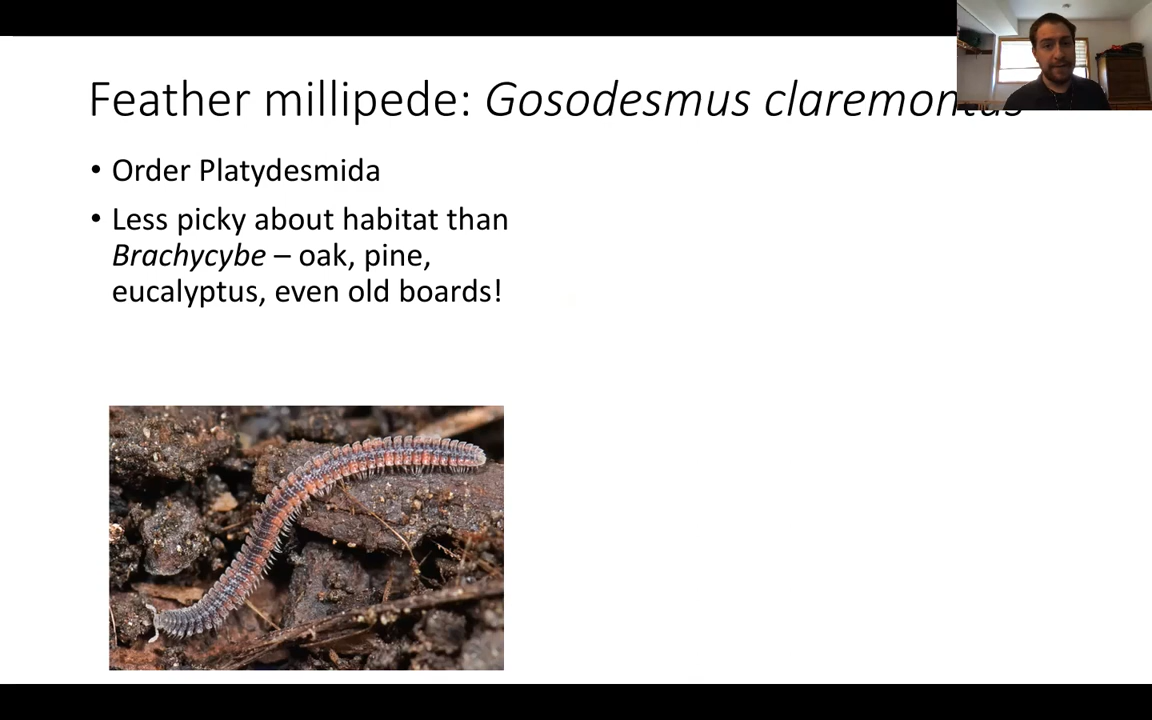 Feather millipede: Gosodesmus claremontus
• Order Platydesmida
• Less picky about habitat than
Brachycybe – oak, pine,
eucalyptus, even old boards!